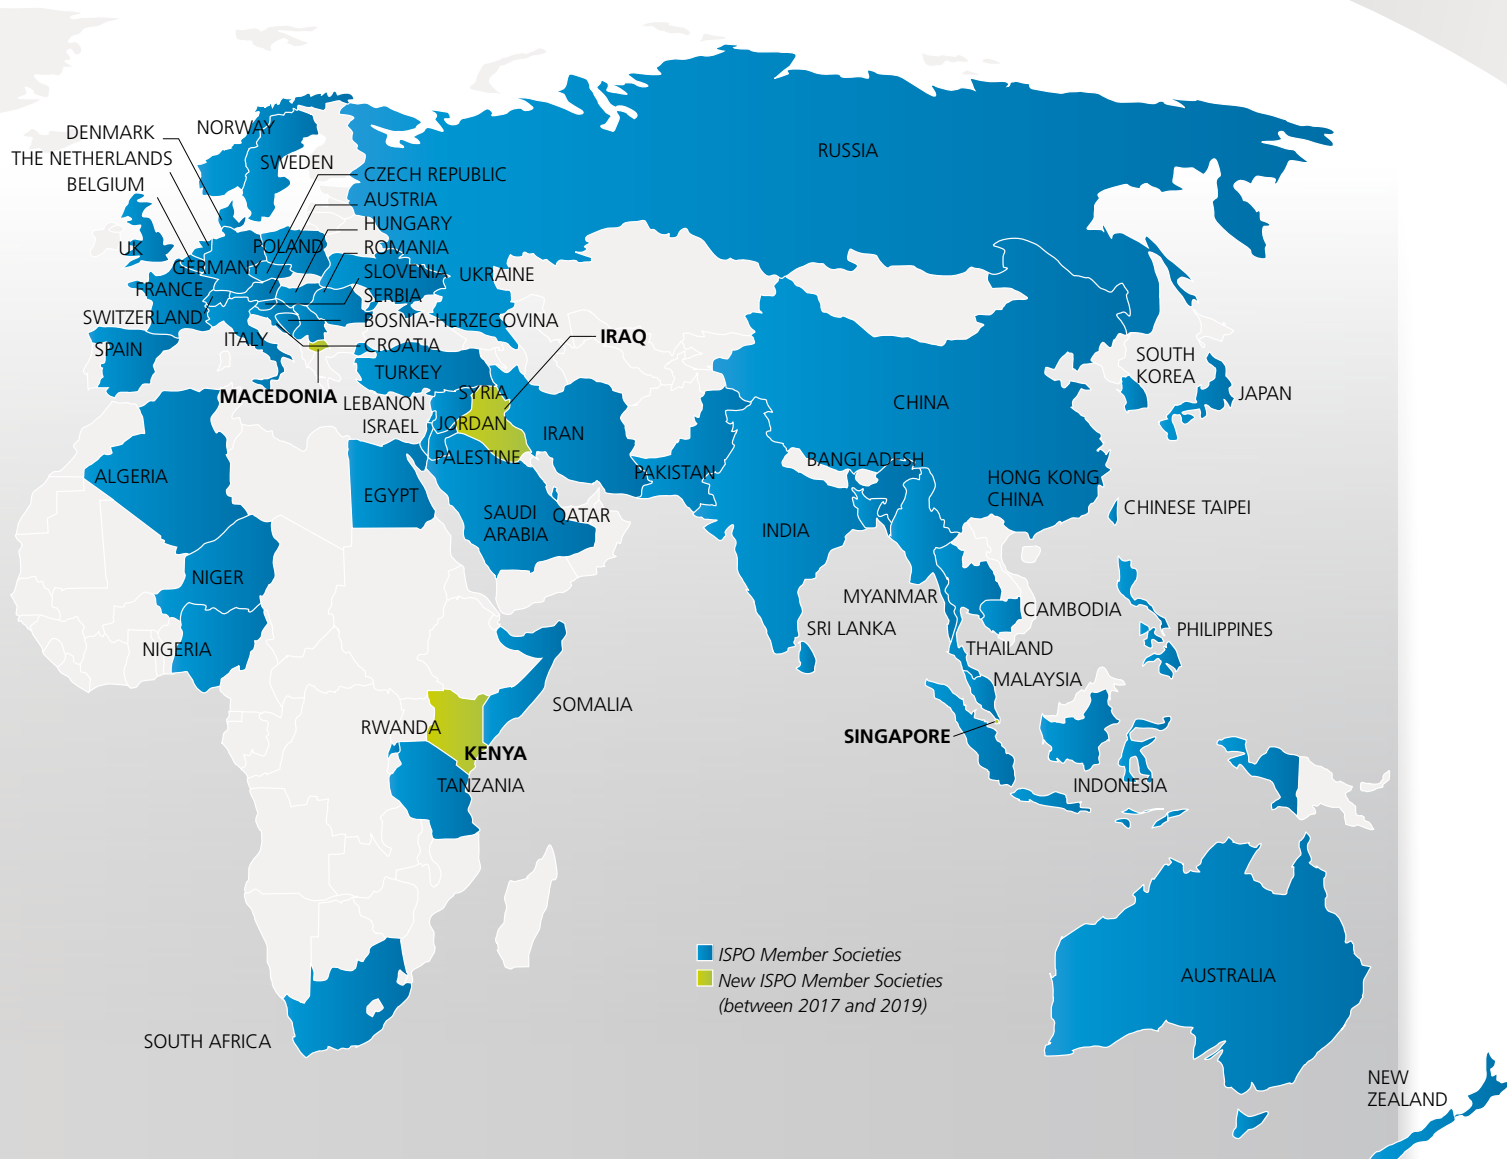 RUSSIA
DENMARK
NORWAY
THE NETHERLANDS
SWEDEN
BELGIUM
CZECH REPUBLIC
AUSTRIA
HUNGARY
UK
POLAND
ROMANIA
GERMANY
SLOVENIA
UKRAINE
FRANCE
SERBIA
SWITZERLAND
BOSNIA-HERZEGOVINA
ITALY
CROATIA
SPAIN
IRAQ
TURKEY
MACEDONIA
SYRIA
LEBANON
ISRAEL
JORDAN
IRAN
PALESTINE
SOUTH
KOREA
JAPAN
CHINA
ALGERIA
EGYPT
SAUDI
ARABIA
QATAR
PAKISTAN
BANGLADESH
HONG KONG
CHINA
CHINESE TAIPEI
INDIA
NIGER
MYANMAR
CAMBODIA
SRI LANKA
PHILIPPINES
NIGERIA
THAILAND
MALAYSIA
SOMALIA
RWANDA
SINGAPORE
KENYA
TANZANIA
INDONESIA
ISPO Member Societies
New ISPO Member Societies
(between 2017 and 2019)
AUSTRALIA
SOUTH AFRICA
NEW
ZEALAND